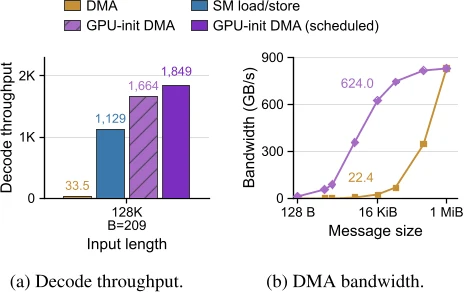 DMA
SM load/store
GPU-init DMA
GPU-init DMA (scheduled)
Decode throughput
2K
1K
0
33.5
1,129
1,664
1,849
128K
B=209
Input length
(a) Decode throughput.
Bandwidth (GB/s)
900
600
300
0
624.0
22.4
128 B
16 KiB
1 MiB
Message size
(b) DMA bandwidth.